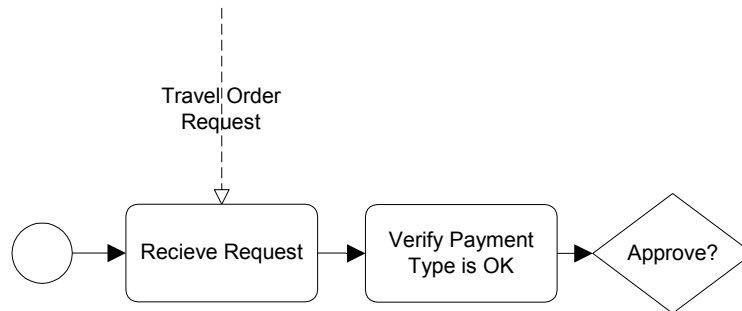 Travel Order
Request
Recieve Request
Verify Payment
Type is OK
Approve?